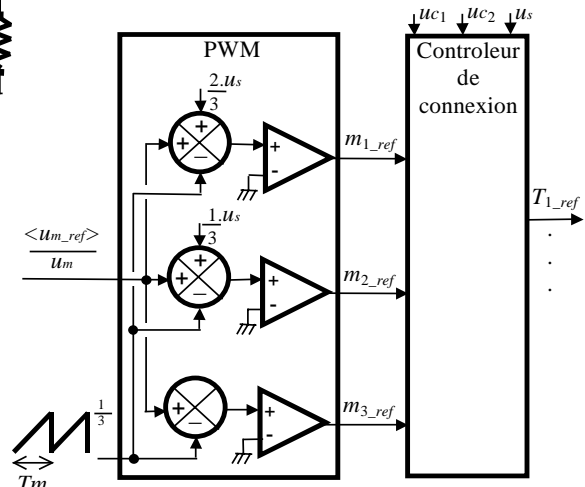 uc1 uc2 us
PWM
Controleur
de
connexion
2.us
3
+
+
−
+
-
m1_ref
T1_ref
.
.
.
<um_ref>
um
1.us
3
+
+
−
+
-
m2_ref
1
3
+
−
+
-
m3_ref
Tm